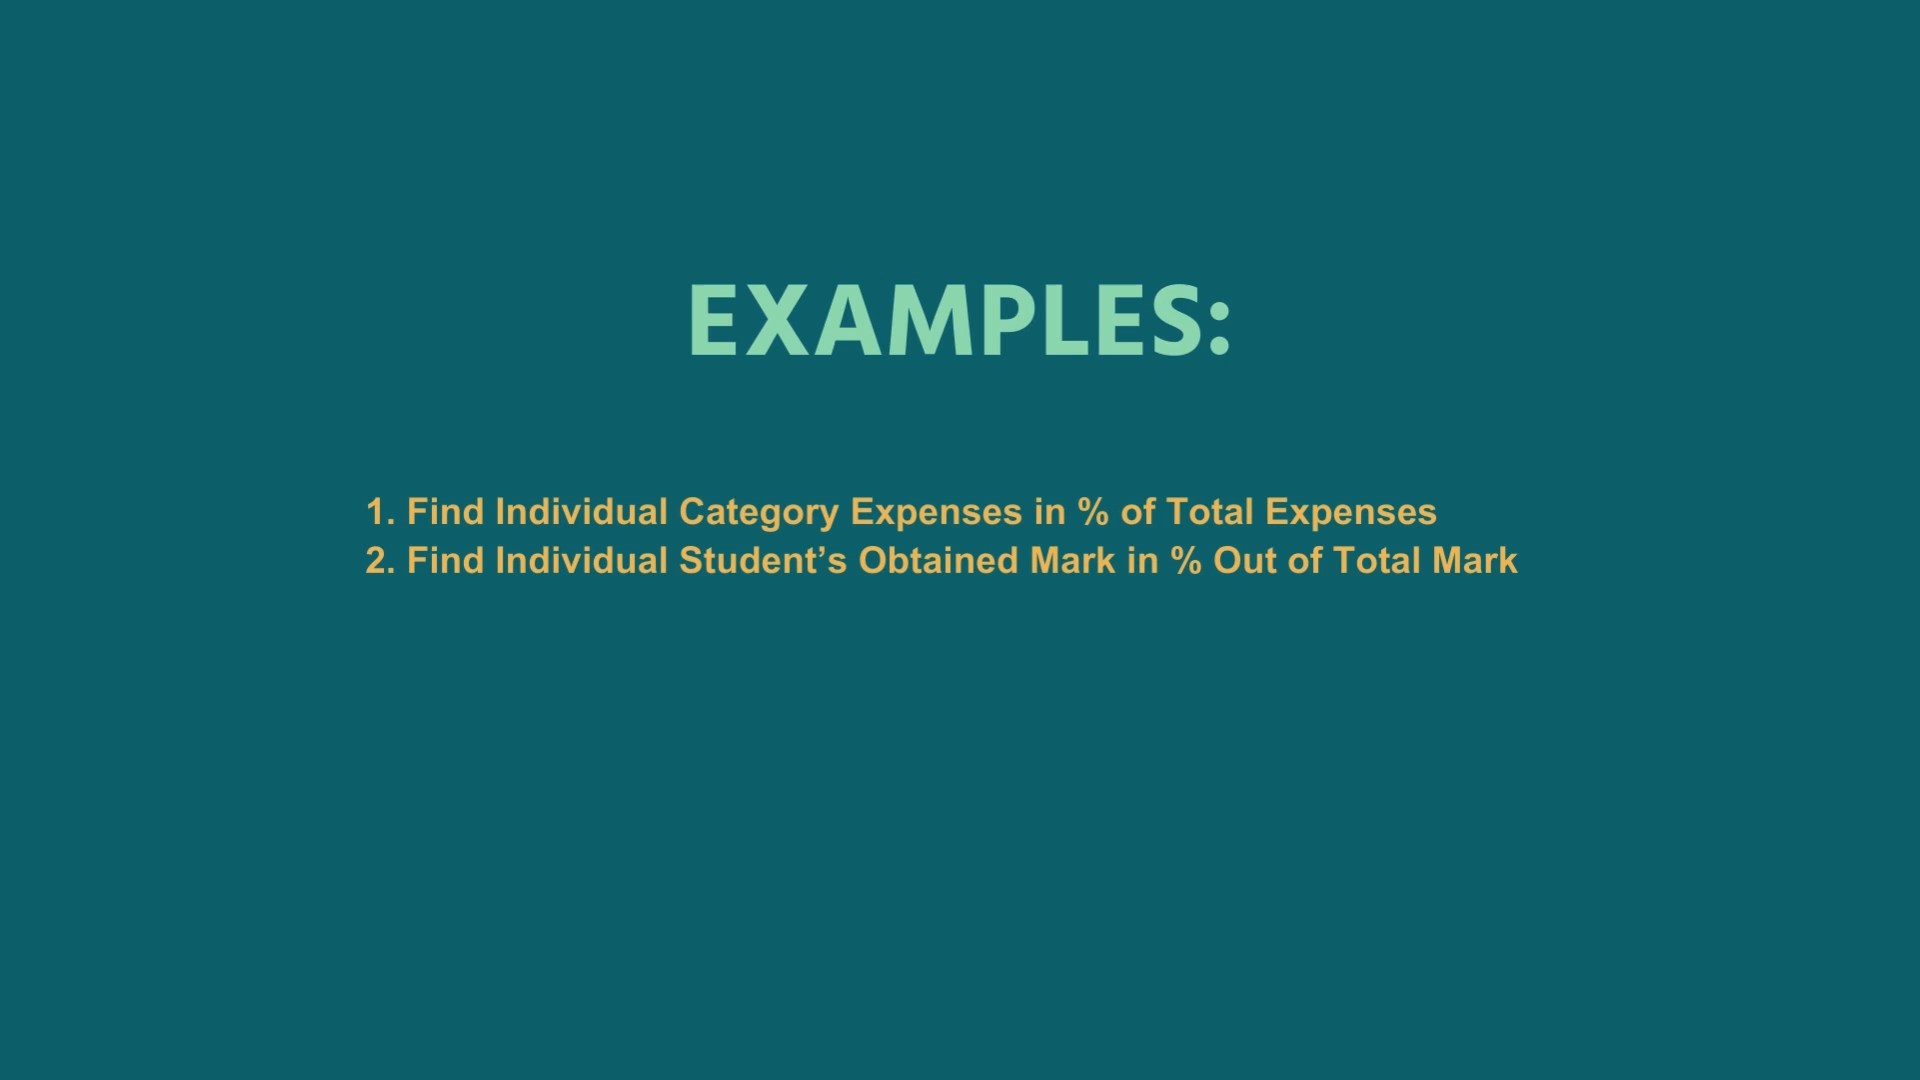 EXAMPLES:
1. Find Individual Category Expenses in % of Total Expenses
2. Find Individual Student’s Obtained Mark in % Out of Total Mark